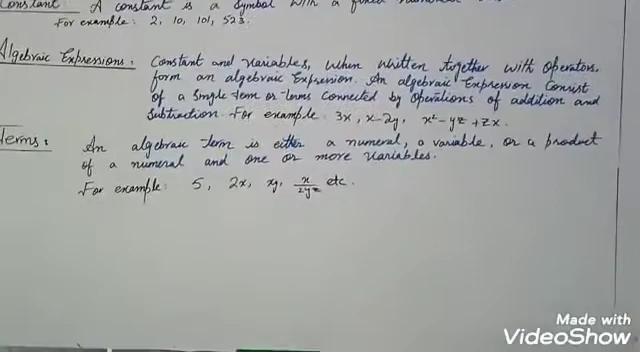 Constant A constant is a symbol with a fixed numerical
For example: 2, 10, 101, 523.
Algebraic Expressions: Constant and variables, when written together with operators,
form an algebraic Expression. An algebraic Expression Consist
of a single term or terms connected by operations of addition and
subtraction. For example: 3x, x-2y, x²-yz+zx.
Terms: An algebraic term is either a numeral, a variable, or a product
of a numeral and one or more variables.
For example: 5, 2x, xy, x/2yz etc.
Made with
VideoShow